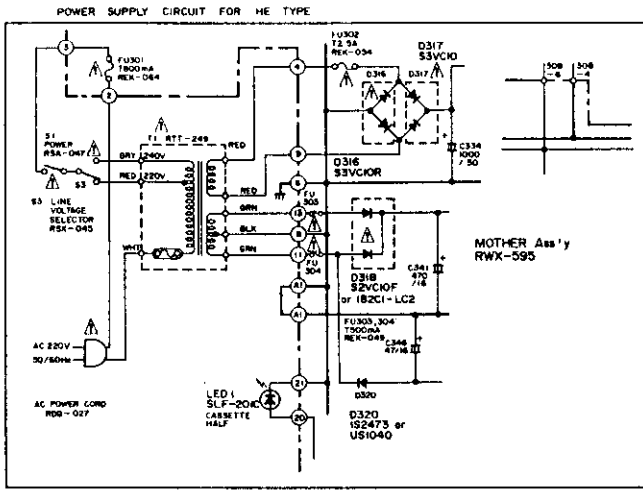 POWER SUPPLY CIRCUIT FOR HE TYPE
3
FU301
T800mA
REK-064
2
FU302
T2.5A
REK-054
D317
S3VC10
D316
D317
4
9
6
D316
S3VC10R
C334
1000
/50
+
S1
POWER
RSA-047
T1 RTT-249
GRY
240V
RED
220V
RED
RED
S3
S3 LINE
VOLTAGE
SELECTOR
RSX-045
WHT
GRN
BLK
GRN
13
8
11
FU
303
FU
304
A1
A1
D318
S2VC10F
or 1B2C1-LC2
C341
470
/16
+
FU303,304
T500mA
REK-049
C346
47/16
+
AC 220V
50/60Hz
AC POWER CORD
RDG-027
LED 1
SLF-201C
CASSETTE
HALF
21
20
D320
D320
1S2473 or
US1040
MOTHER Ass'y
RWX-595